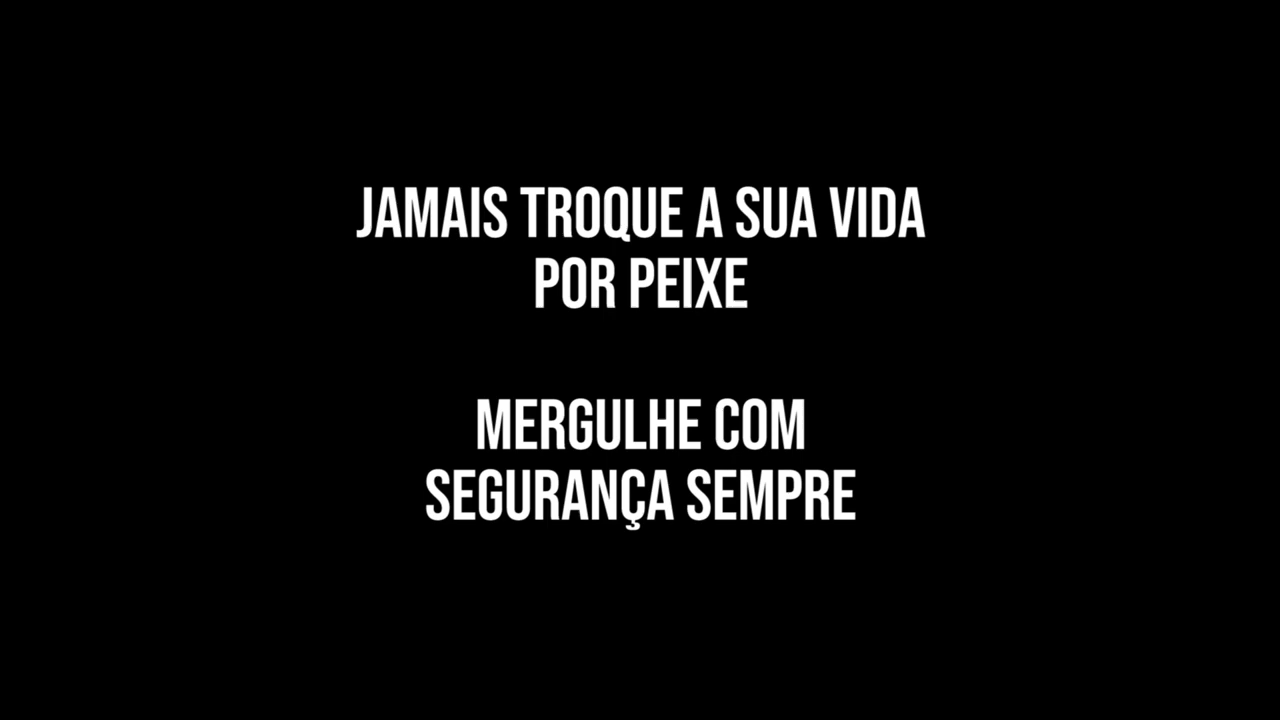 JAMAIS TROQUE A SUA VIDA
POR PEIXE
MERGULHE COM
SEGURANÇA SEMPRE